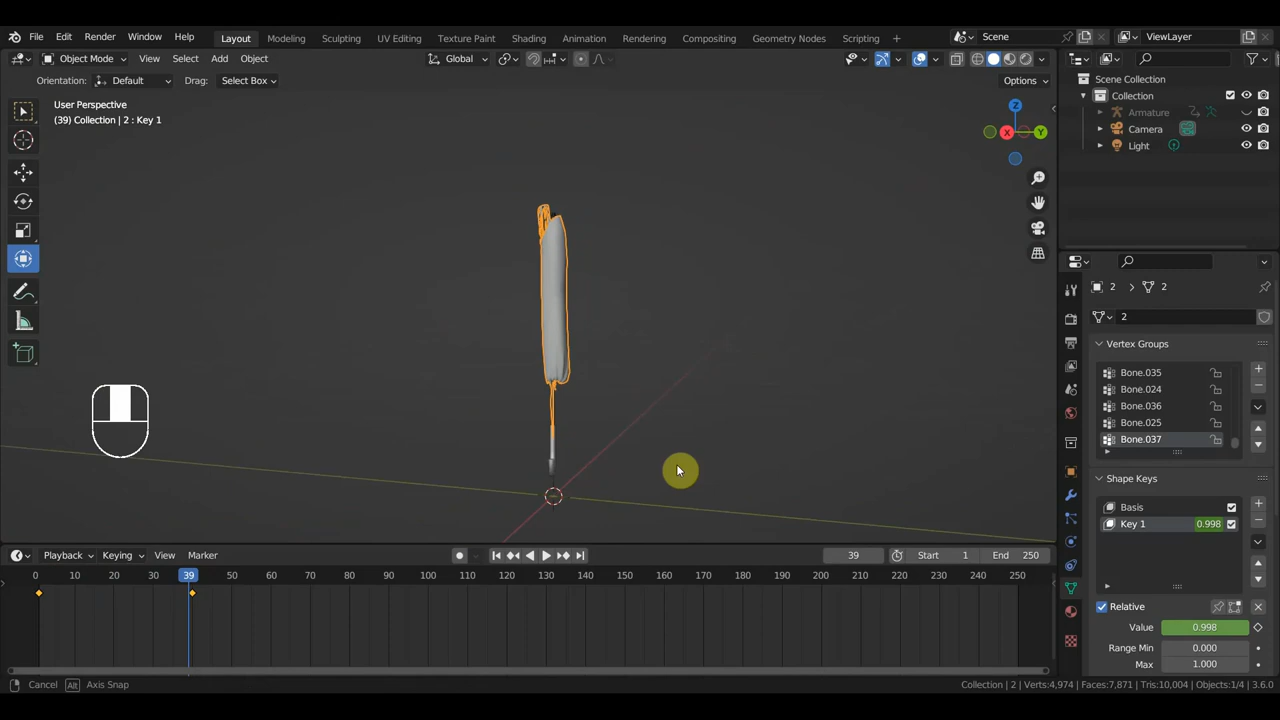 File Edit Render Window Help Layout Modeling Sculpting UV Editing Texture Paint Shading Animation Rendering Compositing Geometry Nodes Scripting + Scene ViewLayer
Object Mode View Select Add Object Global Options
Orientation: Default Drag: Select Box
User Perspective
(39) Collection | 2 : Key 1
Z
X
Y
Scene Collection
Collection
Armature
Camera
Light
2 > 2
2
Vertex Groups
Bone.035
Bone.024
Bone.036
Bone.025
Bone.037
Shape Keys
Basis
Key 1 0.998
Relative
Value 0.998
Range Min 0.000
Max 1.000
Playback Keying View Marker 39 Start 1 End 250
0 10 20 30 39 50 60 70 80 90 100 110 120 130 140 150 160 170 180 190 200 210 220 230 240 250
Cancel Alt Axis Snap Collection | 2 | Verts:4,974 | Faces:7,871 | Tris:10,004 | Objects:1/4 | 3.6.0